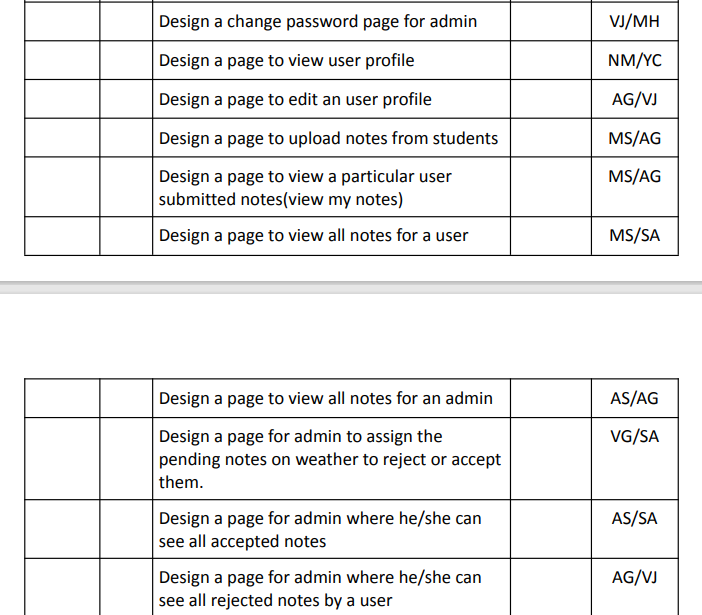 Design a change password page for admin VJ/MH
Design a page to view user profile NM/YC
Design a page to edit an user profile AG/VJ
Design a page to upload notes from students MS/AG
Design a page to view a particular user MS/AG
submitted notes(view my notes)
Design a page to view all notes for a user MS/SA
Design a page to view all notes for an admin AS/AG
Design a page for admin to assign the VG/SA
pending notes on weather to reject or accept
them.
Design a page for admin where he/she can AS/SA
see all accepted notes
Design a page for admin where he/she can AG/VJ
see all rejected notes by a user